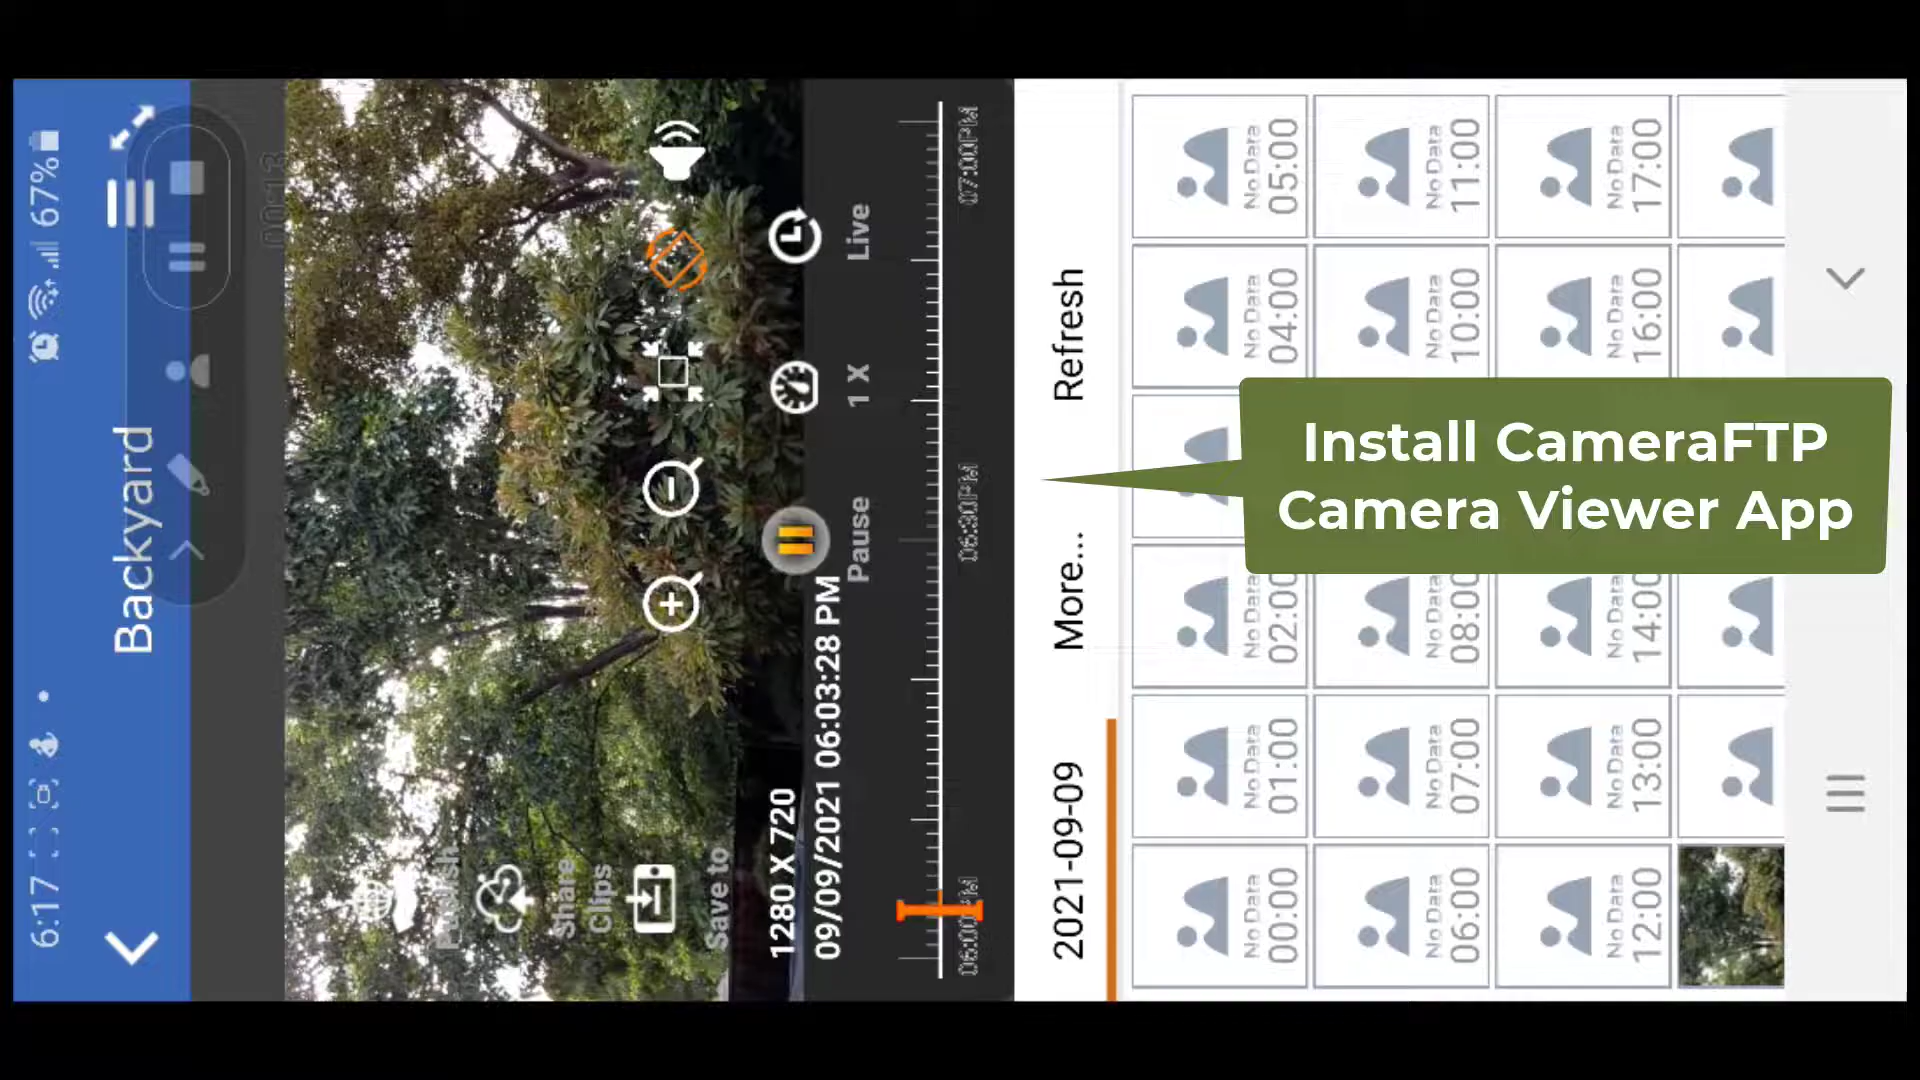 6:17
67%
Backyard
00:13
Publish
Share
Clips
Save to
1280 X 720
09/09/2021 06:03:28 PM
Pause
1 X
Live
06:00PM
06:30PM
07:00PM
2021-09-09
More...
Refresh
No Data
00:00
No Data
01:00
No Data
02:00
No Data
04:00
No Data
05:00
No Data
06:00
No Data
07:00
No Data
08:00
No Data
10:00
No Data
11:00
No Data
12:00
No Data
13:00
No Data
14:00
No Data
16:00
No Data
17:00
Install CameraFTP
Camera Viewer App